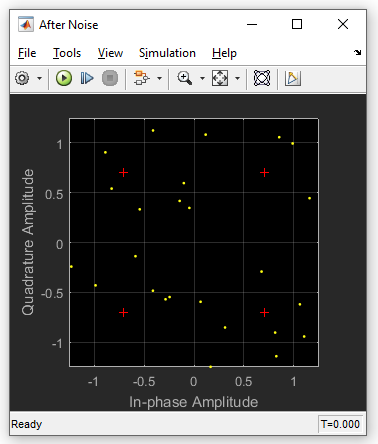 After Noise
File Tools View Simulation Help
1
0.5
0
-0.5
-1
Quadrature Amplitude
-1 -0.5 0 0.5 1
In-phase Amplitude
Ready T=0.000